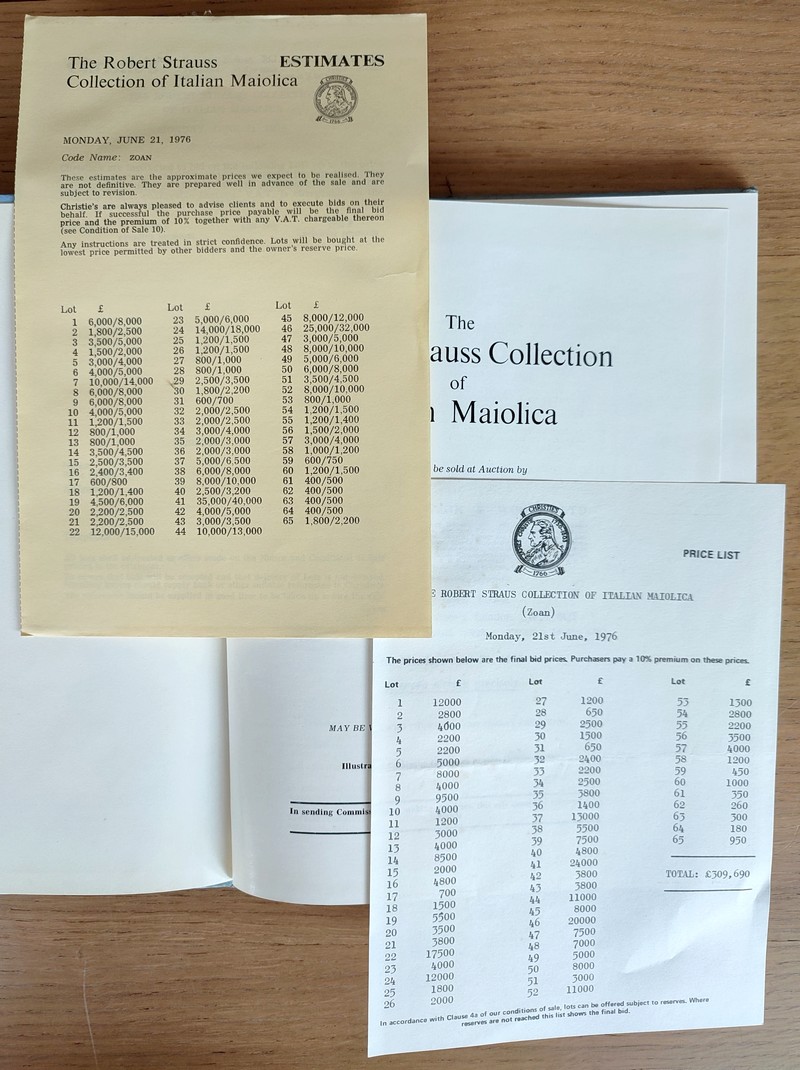 The Robert Strauss ESTIMATES
Collection of Italian Maiolica
CHRISTIE'S
1766
MONDAY, JUNE 21, 1976
Code Name: ZOAN
These estimates are the approximate prices we expect to be realised. They
are not definitive. They are prepared well in advance of the sale and are
subject to revision.
Christie's are always pleased to advise clients and to execute bids on their
behalf. If successful the purchase price payable will be the final bid
price and the premium of 10% together with any V.A.T. chargeable thereon
(see Condition of Sale 10).
Any instructions are treated in strict confidence. Lots will be bought at the
lowest price permitted by other bidders and the owner's reserve price.
Lot £ Lot £ Lot £
1 6,000/8,000 23 5,000/6,000 45 8,000/12,000
2 1,800/2,500 24 14,000/18,000 46 25,000/32,000
3 3,500/5,000 25 1,200/1,500 47 3,000/5,000
4 1,500/2,000 26 1,200/1,500 48 8,000/10,000
5 3,000/4,000 27 800/1,000 49 5,000/6,000
6 4,000/5,000 28 800/1,000 50 6,000/8,000
7 10,000/14,000 29 2,500/3,500 51 3,500/4,500
8 6,000/8,000 30 1,800/2,200 52 8,000/10,000
9 6,000/8,000 31 600/700 53 800/1,000
10 4,000/5,000 32 2,000/2,500 54 1,200/1,500
11 1,200/1,500 33 2,000/2,500 55 1,200/1,400
12 800/1,000 34 3,000/4,000 56 1,500/2,000
13 800/1,000 35 2,000/3,000 57 3,000/4,000
14 3,500/4,500 36 2,000/3,000 58 1,000/1,200
15 2,500/3,500 37 5,000/6,500 59 600/750
16 2,400/3,400 38 6,000/8,000 60 1,200/1,500
17 600/800 39 8,000/10,000 61 400/500
18 1,200/1,400 40 2,500/3,200 62 400/500
19 4,500/6,000 41 35,000/40,000 63 400/500
20 2,200/2,500 42 4,000/5,000 64 400/500
21 2,200/2,500 43 3,000/3,500 65 1,800/2,200
22 12,000/15,000 44 10,000/13,000
The
auss Collection
of
Maiolica
be sold at Auction by
MAY BE
Illustra
In sending Commis
CHRISTIE'S
1766
PRICE LIST
E ROBERT STRAUS COLLECTION OF ITALIAN MAIOLICA
(Zoan)
Monday, 21st June, 1976
The prices shown below are the final bid prices. Purchasers pay a 10% premium on these prices.
Lot £ Lot £ Lot £
1 12000 27 1200 53 1300
2 2800 28 650 54 2800
3 4000 29 2500 55 2200
4 2200 30 1500 56 3500
5 2200 31 650 57 4000
6 5000 32 2400 58 1200
7 8000 33 2200 59 450
8 4000 34 2500 60 1000
9 9500 35 3800 61 350
10 4000 36 1400 62 260
11 1200 37 13000 63 300
12 3000 38 5500 64 180
13 4000 39 7500 65 950
14 8500 40 4800
15 2000 41 24000 TOTAL: £309,690
16 4800 42 3800
17 700 43 3800
18 1500 44 11000
19 5500 45 8000
20 3500 46 20000
21 3800 47 7500
22 17500 48 7000
23 4000 49 5000
24 12000 50 8000
25 1800 51 3000
26 2000 52 11000
In accordance with Clause 4a of our conditions of sale, lots can be offered subject to reserves. Where
reserves are not reached this list shows the final bid.